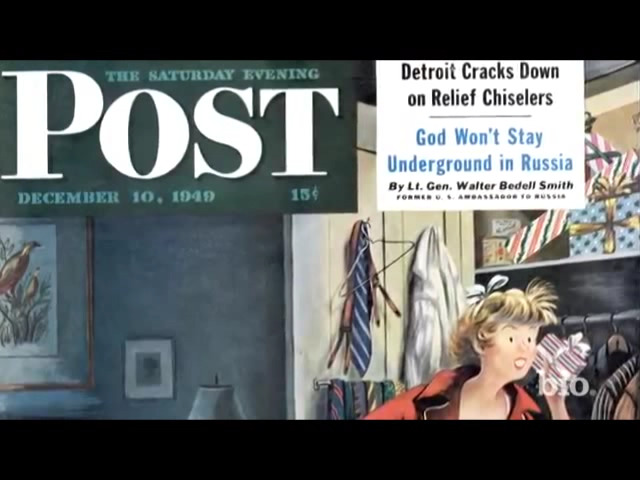 THE SATURDAY EVENING
POST
DECEMBER 10, 1949 15¢
Detroit Cracks Down
on Relief Chiselers
God Won't Stay
Underground in Russia
By Lt. Gen. Walter Bedell Smith
FORMER U. S. AMBASSADOR TO RUSSIA
bio.